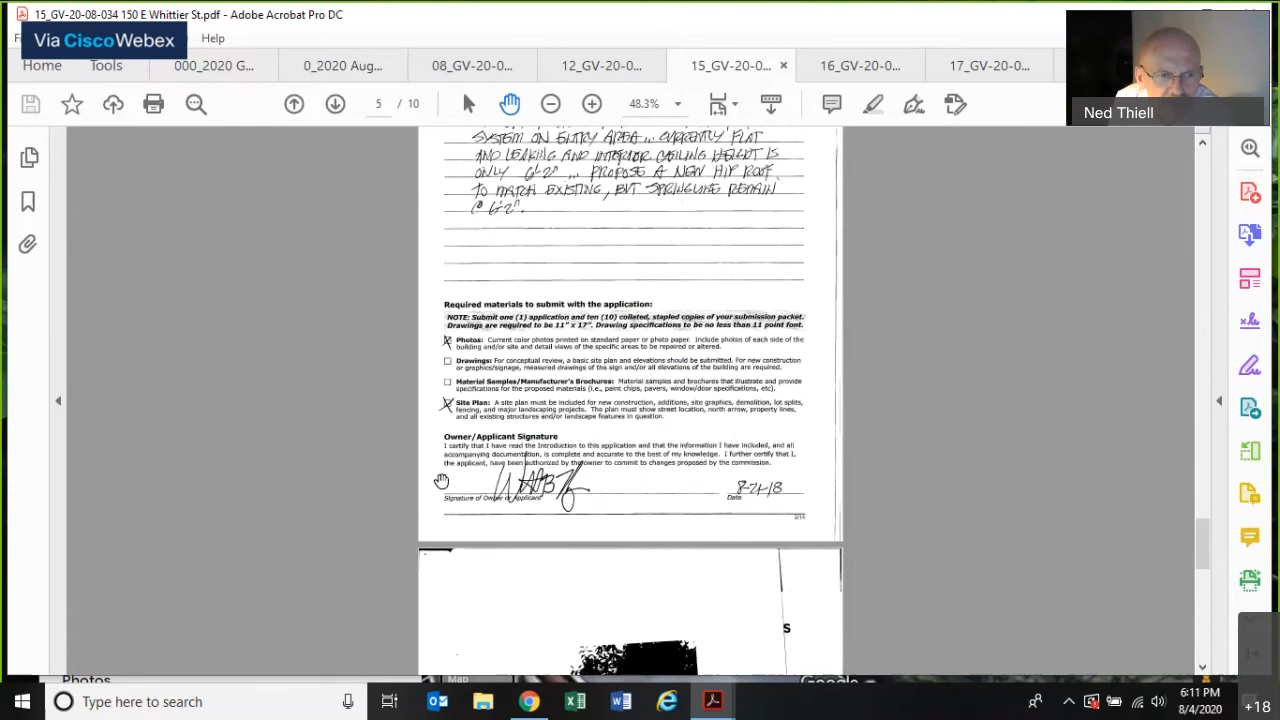 15_GV-20-08-034 150 E Whittier St.pdf - Adobe Acrobat Pro DC
Via Cisco Webex
Help
Home Tools 000_2020 G... 0_2020 Aug... 08_GV-20-0... 12_GV-20-0... 15_GV-20-0... × 16_GV-20-0... 17_GV-20-0...
Ned Thiell
5 / 10 48.3%
SYSTEM ON ENTRY AREA... CURRENTLY FLAT
AND LEAKING AND INTERIOR CEILING HEIGHT IS
ONLY 6'-2" ... PROPOSE A NEW HIP ROOF
TO MATCH EXISTING, BUT SPRINGLINE REMAIN
@ 6'2".
Required materials to submit with the application:
NOTE: Submit one (1) application and ten (10) collated, stapled copies of your submission packet.
Drawings are required to be 11" x 17". Drawing specifications to be no less than 11 point font.
Photos: Current color photos printed on standard paper or photo paper. Include photos of each side of the
building and/or site and detail views of the specific areas to be repaired or altered.
Drawings: For conceptual review, a basic site plan and elevations should be submitted. For new construction
or graphics/signage, measured drawings of the sign and/or all elevations of the building are required.
Material Samples/Manufacturer's Brochures: Material samples and brochures that illustrate and provide
specifications for the proposed materials (i.e., paint chips, pavers, window/door specifications, etc).
Site Plan: A site plan must be included for new construction, additions, site graphics, demolition, lot splits,
fencing, and major landscaping projects. The plan must show street location, north arrow, property lines,
and all existing structures and/or landscape features in question.
Owner/Applicant Signature
I certify that I have read the Introduction to this application and that the information I have included, and all
accompanying documentation, is complete and accurate to the best of my knowledge. I further certify that I,
the applicant, have been authorized by the owner to commit to changes proposed by the commission.
8-21-18
Signature of Owner or Applicant Date
S
Photos Map Google
Type here to search
6:11 PM
8/4/2020
+18